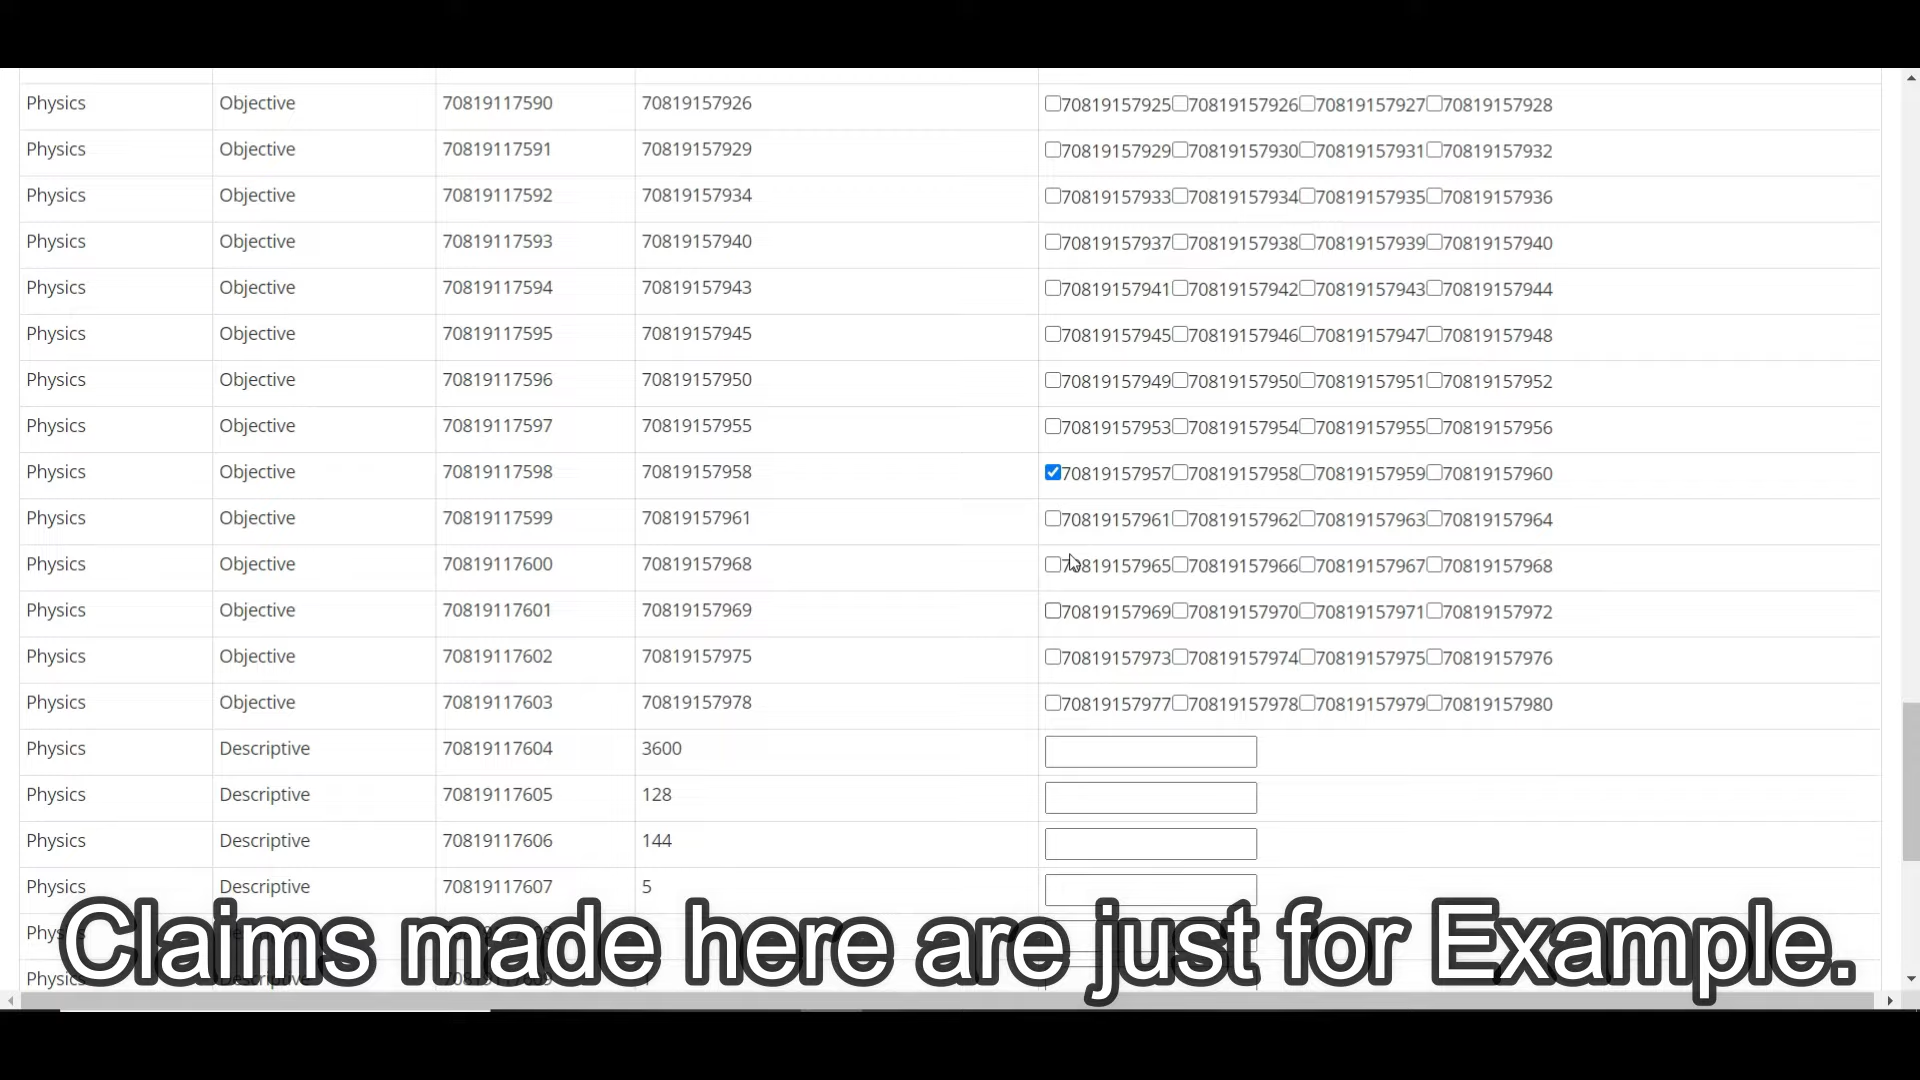 Physics Objective 70819117590 70819157926 70819157925 70819157926 70819157927 70819157928
Physics Objective 70819117591 70819157929 70819157929 70819157930 70819157931 70819157932
Physics Objective 70819117592 70819157934 70819157933 70819157934 70819157935 70819157936
Physics Objective 70819117593 70819157940 70819157937 70819157938 70819157939 70819157940
Physics Objective 70819117594 70819157943 70819157941 70819157942 70819157943 70819157944
Physics Objective 70819117595 70819157945 70819157945 70819157946 70819157947 70819157948
Physics Objective 70819117596 70819157950 70819157949 70819157950 70819157951 70819157952
Physics Objective 70819117597 70819157955 70819157953 70819157954 70819157955 70819157956
Physics Objective 70819117598 70819157958 70819157957 70819157958 70819157959 70819157960
Physics Objective 70819117599 70819157961 70819157961 70819157962 70819157963 70819157964
Physics Objective 70819117600 70819157968 70819157965 70819157966 70819157967 70819157968
Physics Objective 70819117601 70819157969 70819157969 70819157970 70819157971 70819157972
Physics Objective 70819117602 70819157975 70819157973 70819157974 70819157975 70819157976
Physics Objective 70819117603 70819157978 70819157977 70819157978 70819157979 70819157980
Physics Descriptive 70819117604 3600
Physics Descriptive 70819117605 128
Physics Descriptive 70819117606 144
Physics Descriptive 70819117607 5
Claims made here are just for Example.